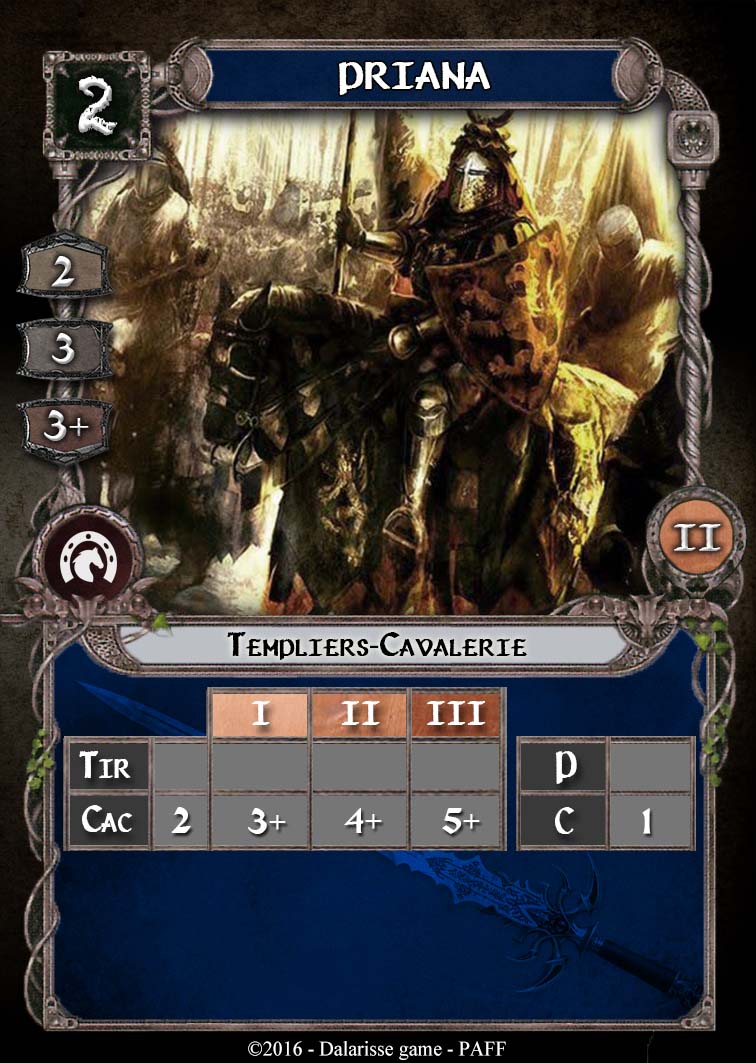 PRIANA
2
2
3
3+
II
Templiers-Cavalerie
I II III
Tir P
Cac 2 3+ 4+ 5+ C 1
©2016 - Dalarisse game - PAFF